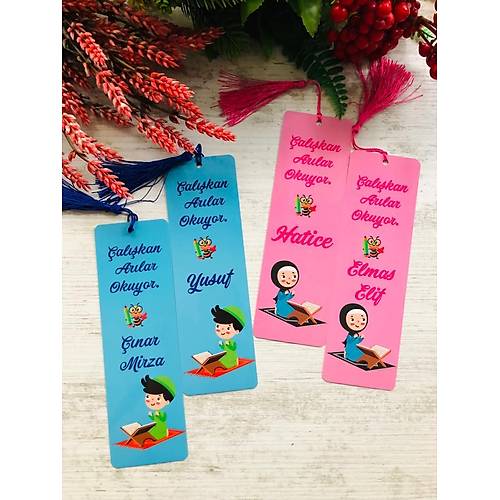 Çalışkan
Arılar
Okuyor.
Çınar
Mirza
Çalışkan
Arılar
Okuyor.
Yusuf
Çalışkan
Arılar
Okuyor.
Hatice
Çalışkan
Arılar
Okuyor.
Elmas
Elif